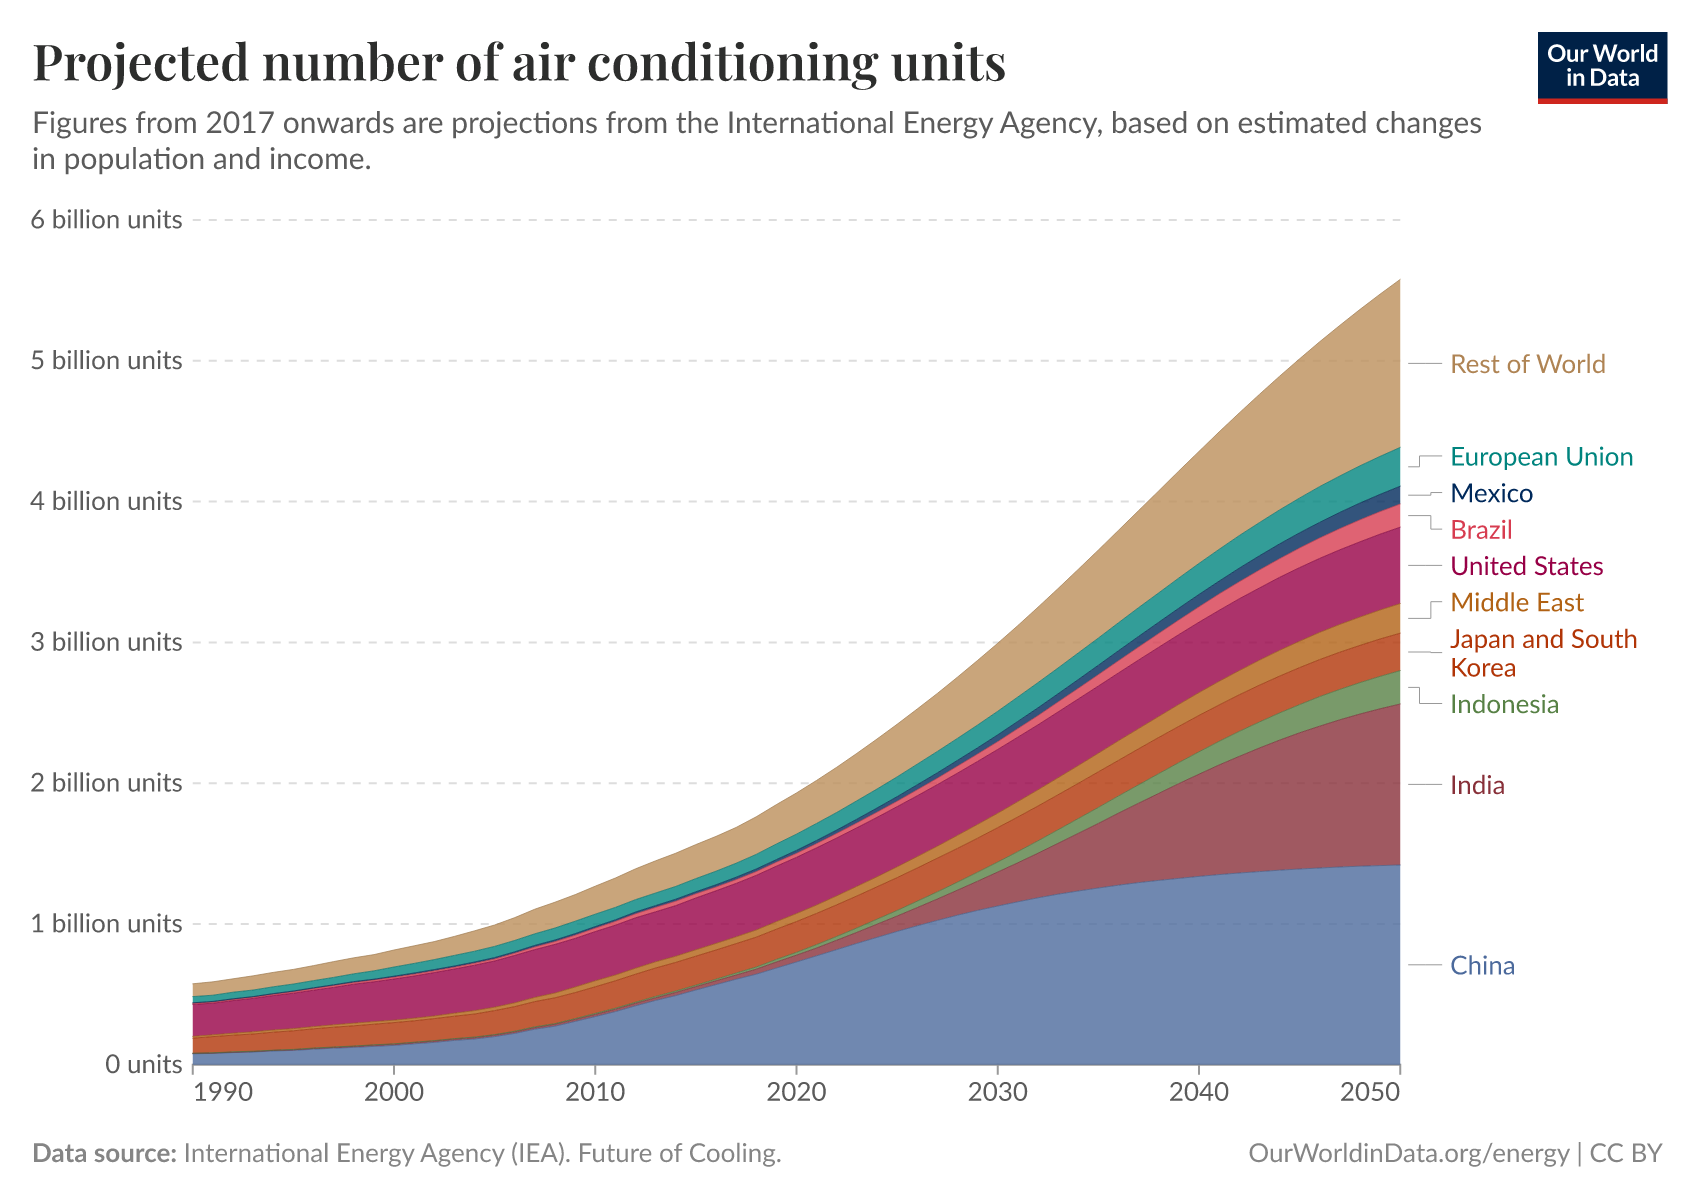 Projected number of air conditioning units
Our World
in Data
Figures from 2017 onwards are projections from the International Energy Agency, based on estimated changes
in population and income.
6 billion units
5 billion units
4 billion units
3 billion units
2 billion units
1 billion units
0 units
Rest of World
European Union
Mexico
Brazil
United States
Middle East
Japan and South
Korea
Indonesia
India
China
1990
2000
2010
2020
2030
2040
2050
Data source: International Energy Agency (IEA). Future of Cooling.
OurWorldinData.org/energy | CC BY